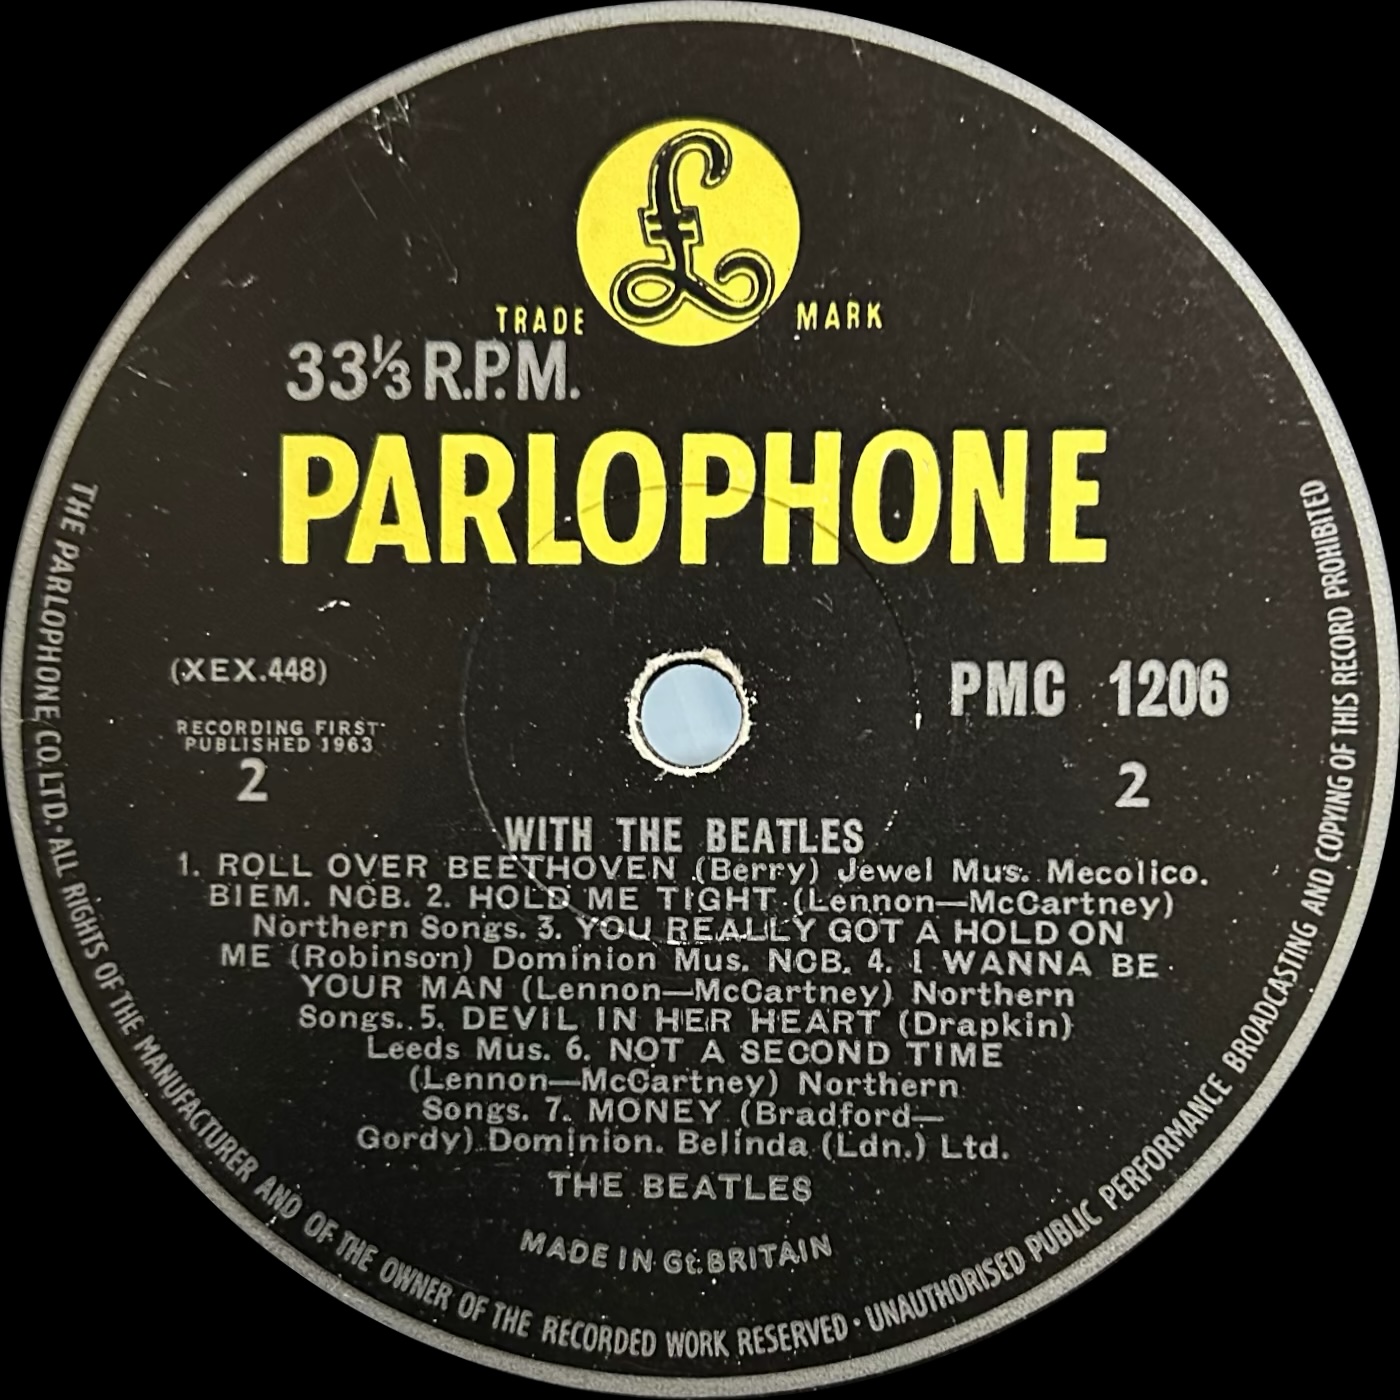 £
TRADE MARK
33⅓ R.P.M.
PARLOPHONE
(XEX.448)
PMC 1206
RECORDING FIRST
PUBLISHED 1963
2
2
WITH THE BEATLES
1. ROLL OVER BEETHOVEN (Berry) Jewel Mus. Mecolico.
BIEM. NCB. 2. HOLD ME TIGHT (Lennon—McCartney)
Northern Songs. 3. YOU REALLY GOT A HOLD ON
ME (Robinson) Dominion Mus. NCB. 4. I WANNA BE
YOUR MAN (Lennon—McCartney) Northern
Songs. 5. DEVIL IN HER HEART (Drapkin)
Leeds Mus. 6. NOT A SECOND TIME
(Lennon—McCartney) Northern
Songs. 7. MONEY (Bradford—
Gordy) Dominion. Belinda (Ldn.) Ltd.
THE BEATLES
MADE IN Gt. BRITAIN
THE PARLOPHONE CO. LTD. · ALL RIGHTS OF THE MANUFACTURER AND OF THE OWNER OF THE RECORDED WORK RESERVED · UNAUTHORISED PUBLIC PERFORMANCE BROADCASTING AND COPYING OF THIS RECORD PROHIBITED